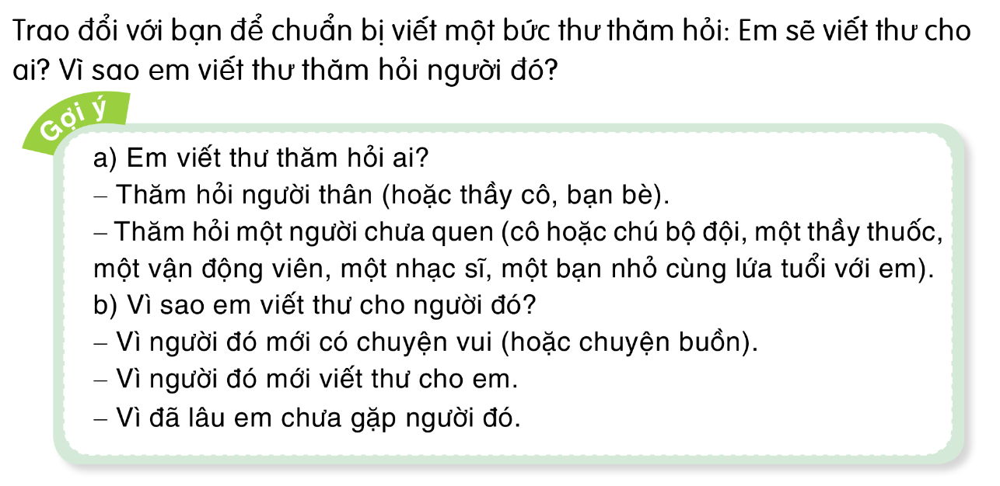 Trao đổi với bạn để chuẩn bị viết một bức thư thăm hỏi: Em sẽ viết thư cho
ai? Vì sao em viết thư thăm hỏi người đó?
Gợi ý
a) Em viết thư thăm hỏi ai?
– Thăm hỏi người thân (hoặc thầy cô, bạn bè).
– Thăm hỏi một người chưa quen (cô hoặc chú bộ đội, một thầy thuốc,
một vận động viên, một nhạc sĩ, một bạn nhỏ cùng lứa tuổi với em).
b) Vì sao em viết thư cho người đó?
– Vì người đó mới có chuyện vui (hoặc chuyện buồn).
– Vì người đó mới viết thư cho em.
– Vì đã lâu em chưa gặp người đó.